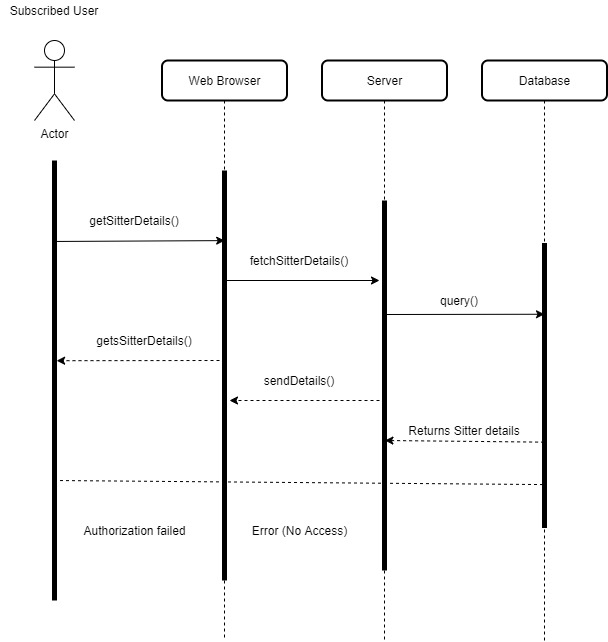 Subscribed User
Web Browser
Server
Database
Actor
getSitterDetails()
fetchSitterDetails()
query()
getsSitterDetails()
sendDetails()
Returns Sitter details
Authorization failed
Error (No Access)